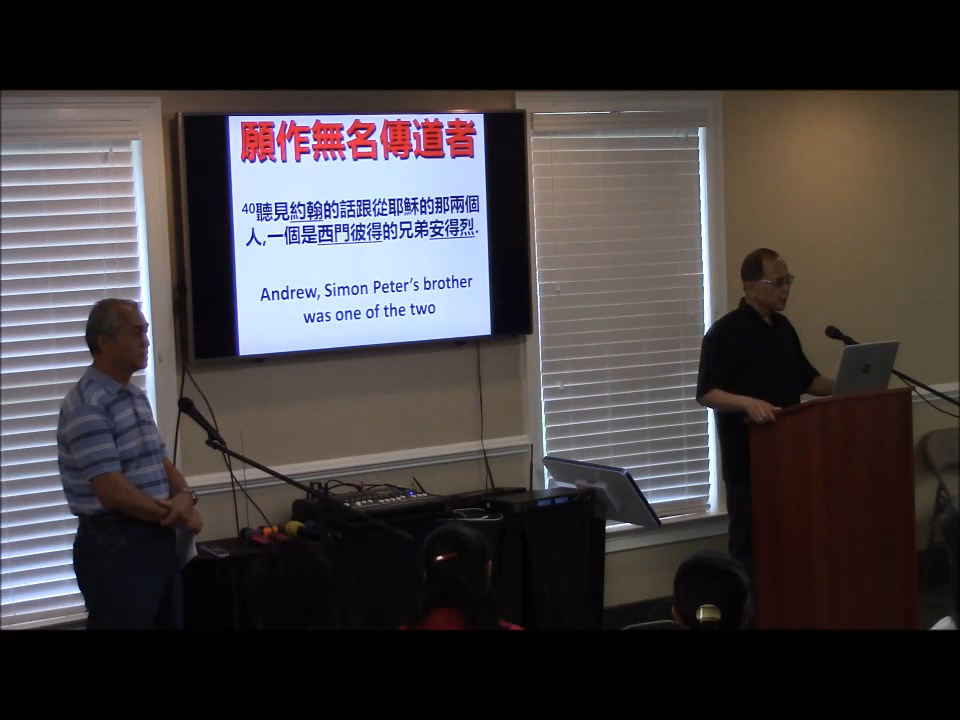 願作無名傳道者
40聽見約翰的話跟從耶穌的那兩個
人,一個是西門彼得的兄弟安得烈.
Andrew, Simon Peter's brother
was one of the two